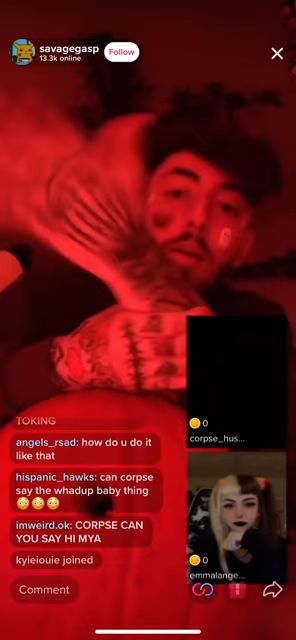 savagegasp
Follow
13.3k online
TOKING
angels_rsad: how do u do it
like that
hispanic_hawks: can corpse
say the whadup baby thing
😳😳😳
imweird.ok: CORPSE CAN
YOU SAY HI MYA
kyieiouie joined
Comment
0
corpse_hus...
0
emmalange...